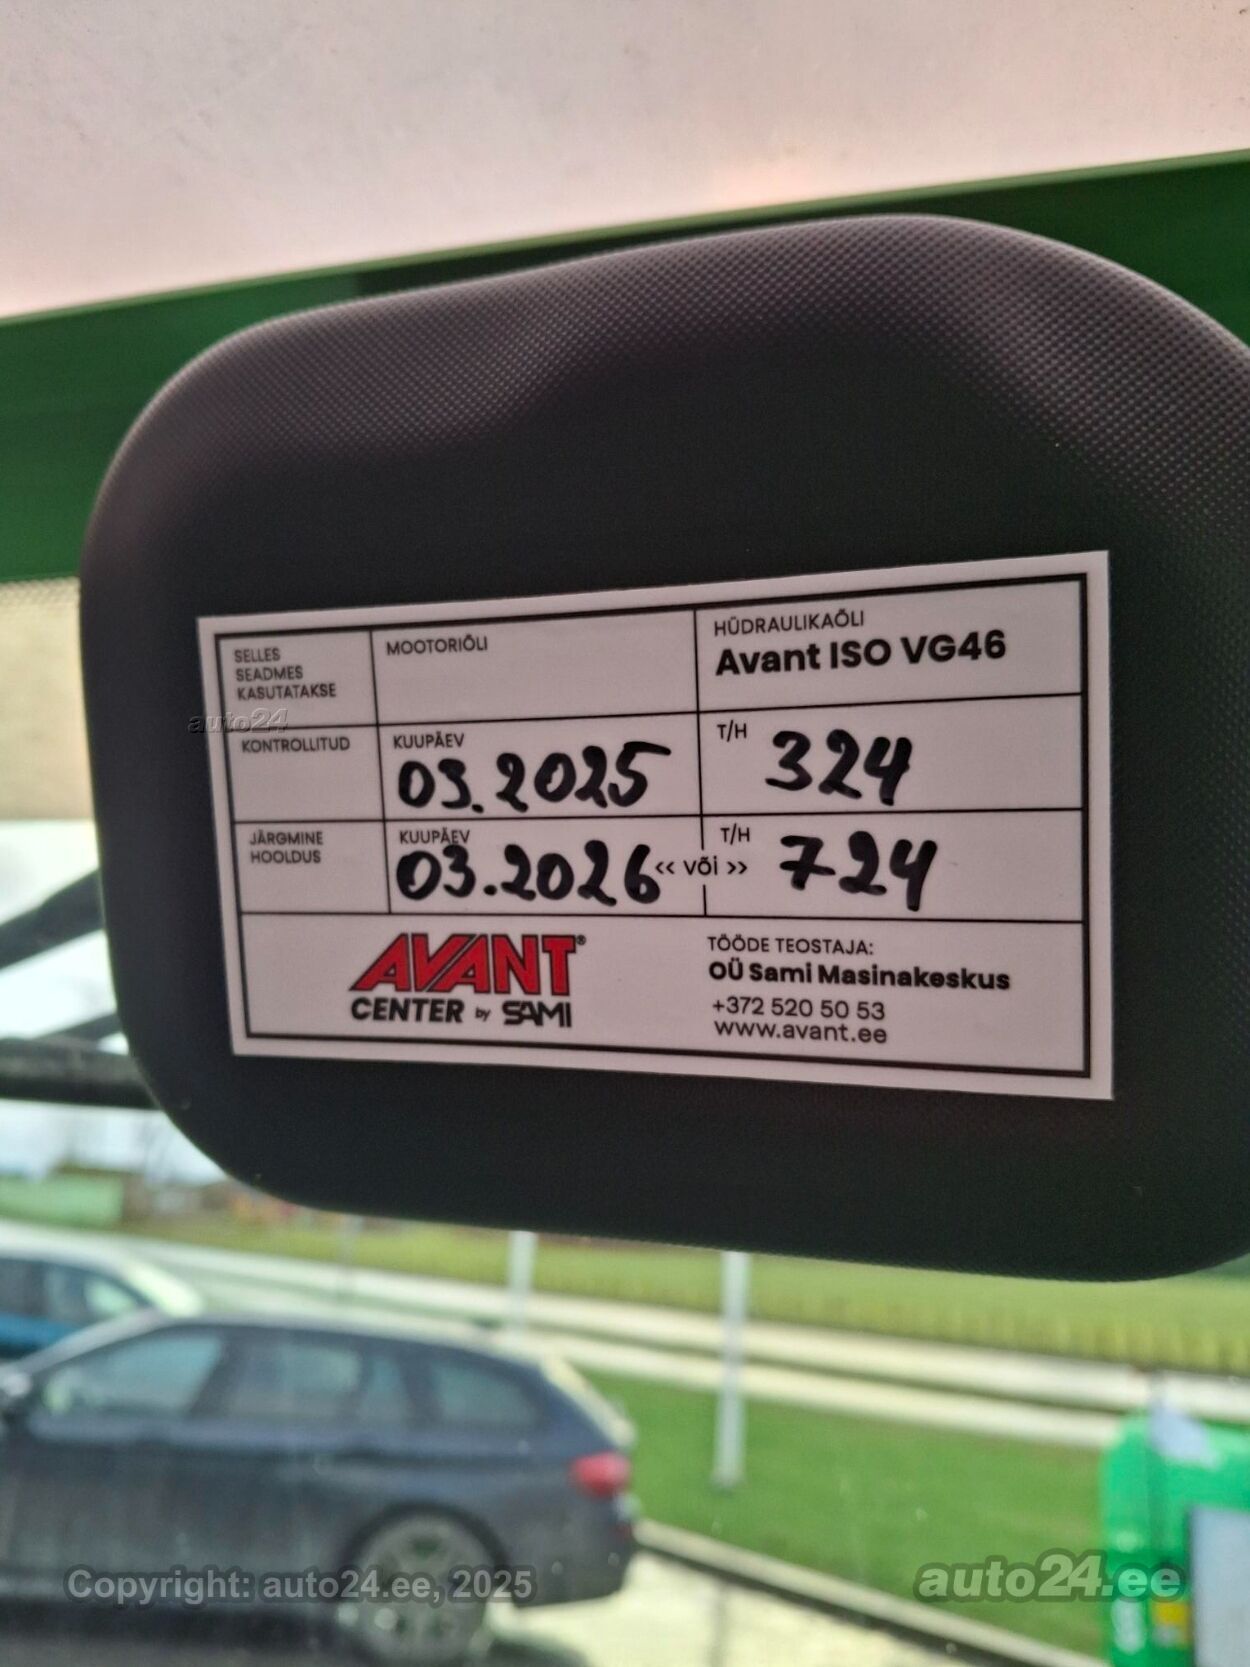 SELLES
SEADMES
KASUTATAKSE
MOOTORIÕLI
HÜDRAULIKAÕLI
Avant ISO VG46
auto24
KONTROLLITUD
KUUPÄEV
03.2025
T/H
324
JÄRGMINE
HOOLDUS
KUUPÄEV
03.2026
<< või >>
T/H
724
AVANT®
CENTER by SAMI
TÖÖDE TEOSTAJA:
OÜ Sami Masinakeskus
+372 520 50 53
www.avant.ee
Copyright: auto24.ee, 2025
auto24.ee